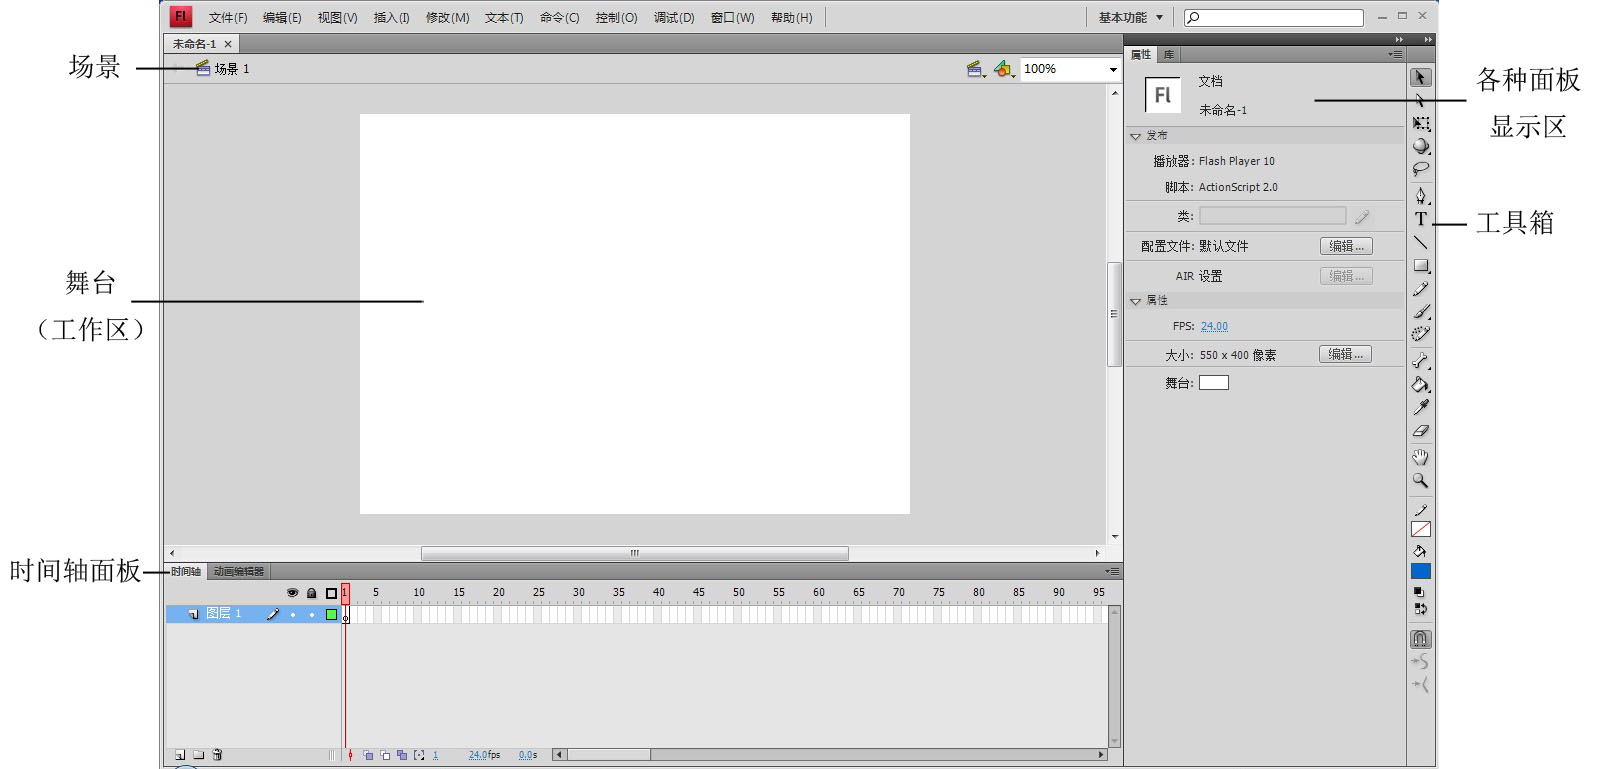 Fl 文件(F) 编辑(E) 视图(V) 插入(I) 修改(M) 文本(T) 命令(C) 控制(O) 调试(D) 窗口(W) 帮助(H) 基本功能
未命名-1
场景
场景 1
100%
舞台
（工作区）
属性 库
Fl
文档
未命名-1
发布
播放器: Flash Player 10
脚本: ActionScript 2.0
类:
配置文件: 默认文件 编辑...
AIR 设置 编辑...
属性
FPS: 24.00
大小: 550 x 400 像素 编辑...
舞台:
各种面板
显示区
T
工具箱
时间轴面板
时间轴 动画编辑器
1 5 10 15 20 25 30 35 40 45 50 55 60 65 70 75 80 85 90 95
图层 1
1 24.0fps 0.0s